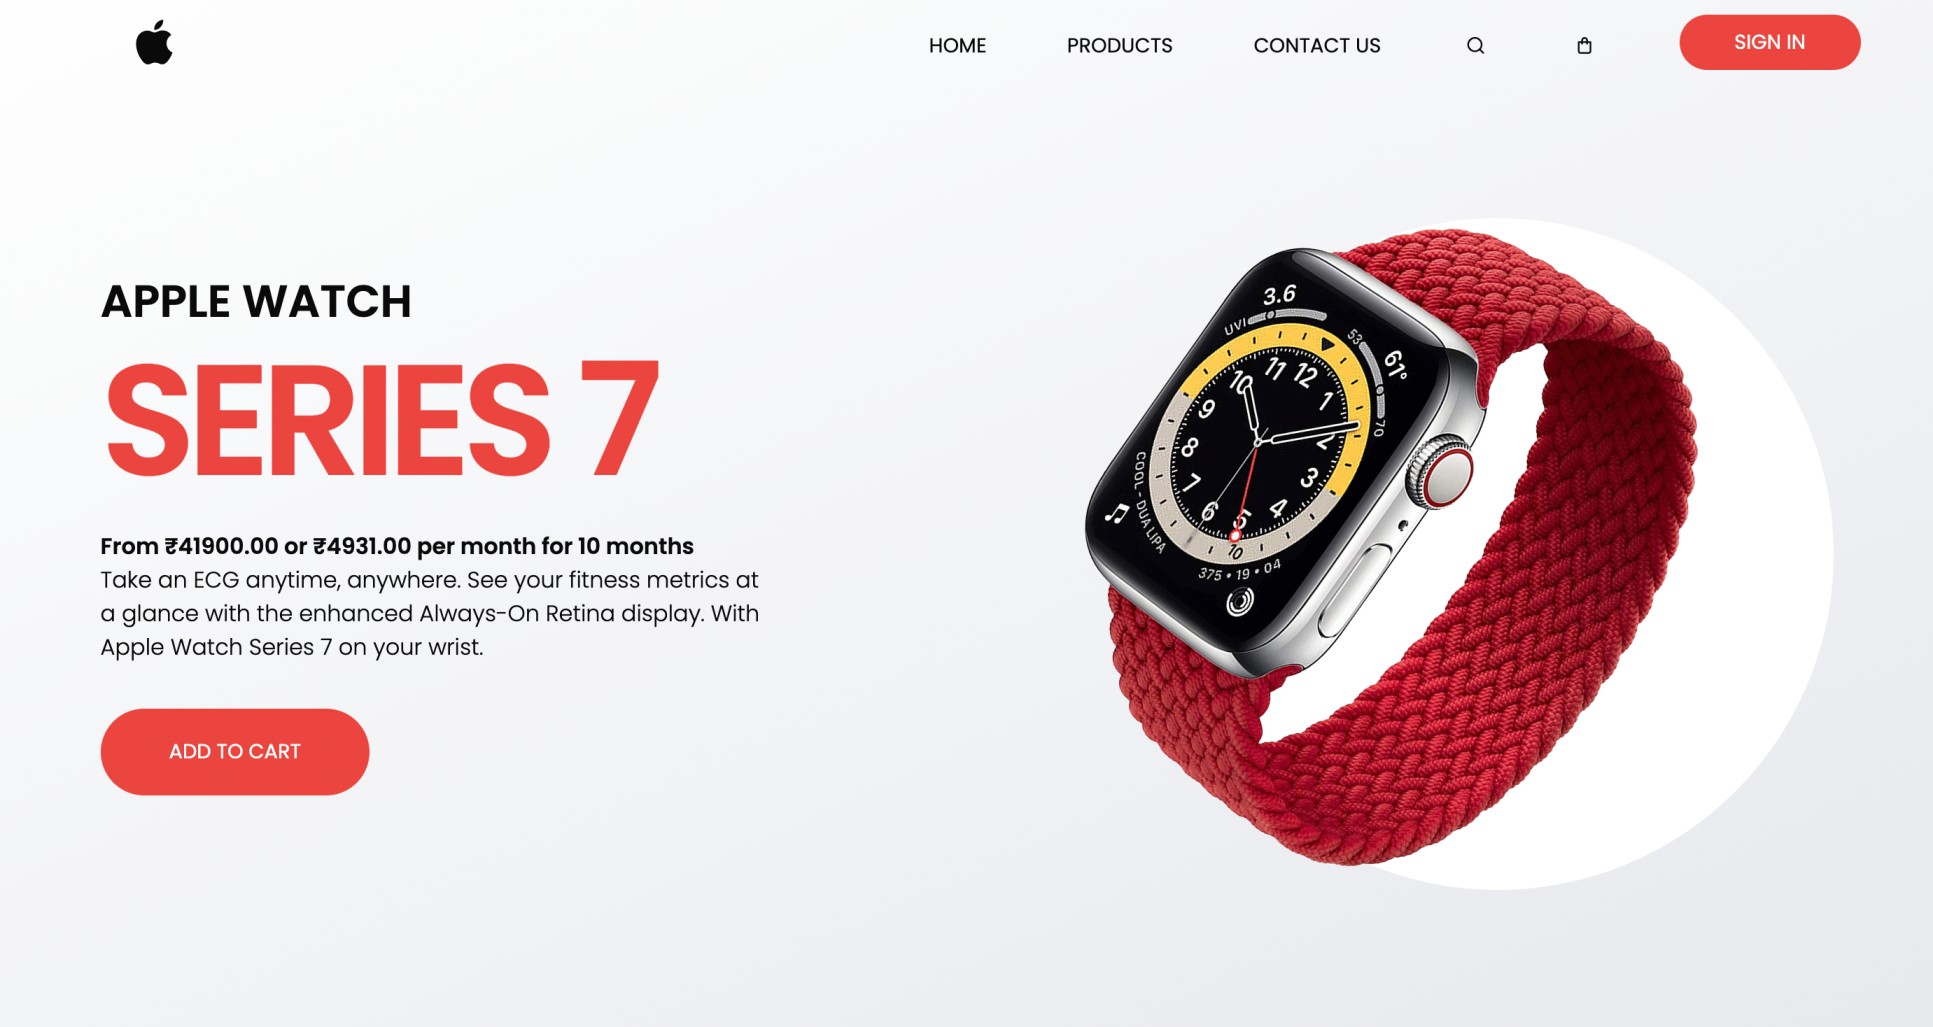 HOME PRODUCTS CONTACT US SIGN IN
APPLE WATCH
SERIES 7
From ₹41900.00 or ₹4931.00 per month for 10 months
Take an ECG anytime, anywhere. See your fitness metrics at
a glance with the enhanced Always-On Retina display. With
Apple Watch Series 7 on your wrist.
ADD TO CART
3.6
UVI
53
61°
70
11 12
10 1
9 2
8 3
7 4
6 5
10
COOL - DUA LIPA
375 • 19 • 04